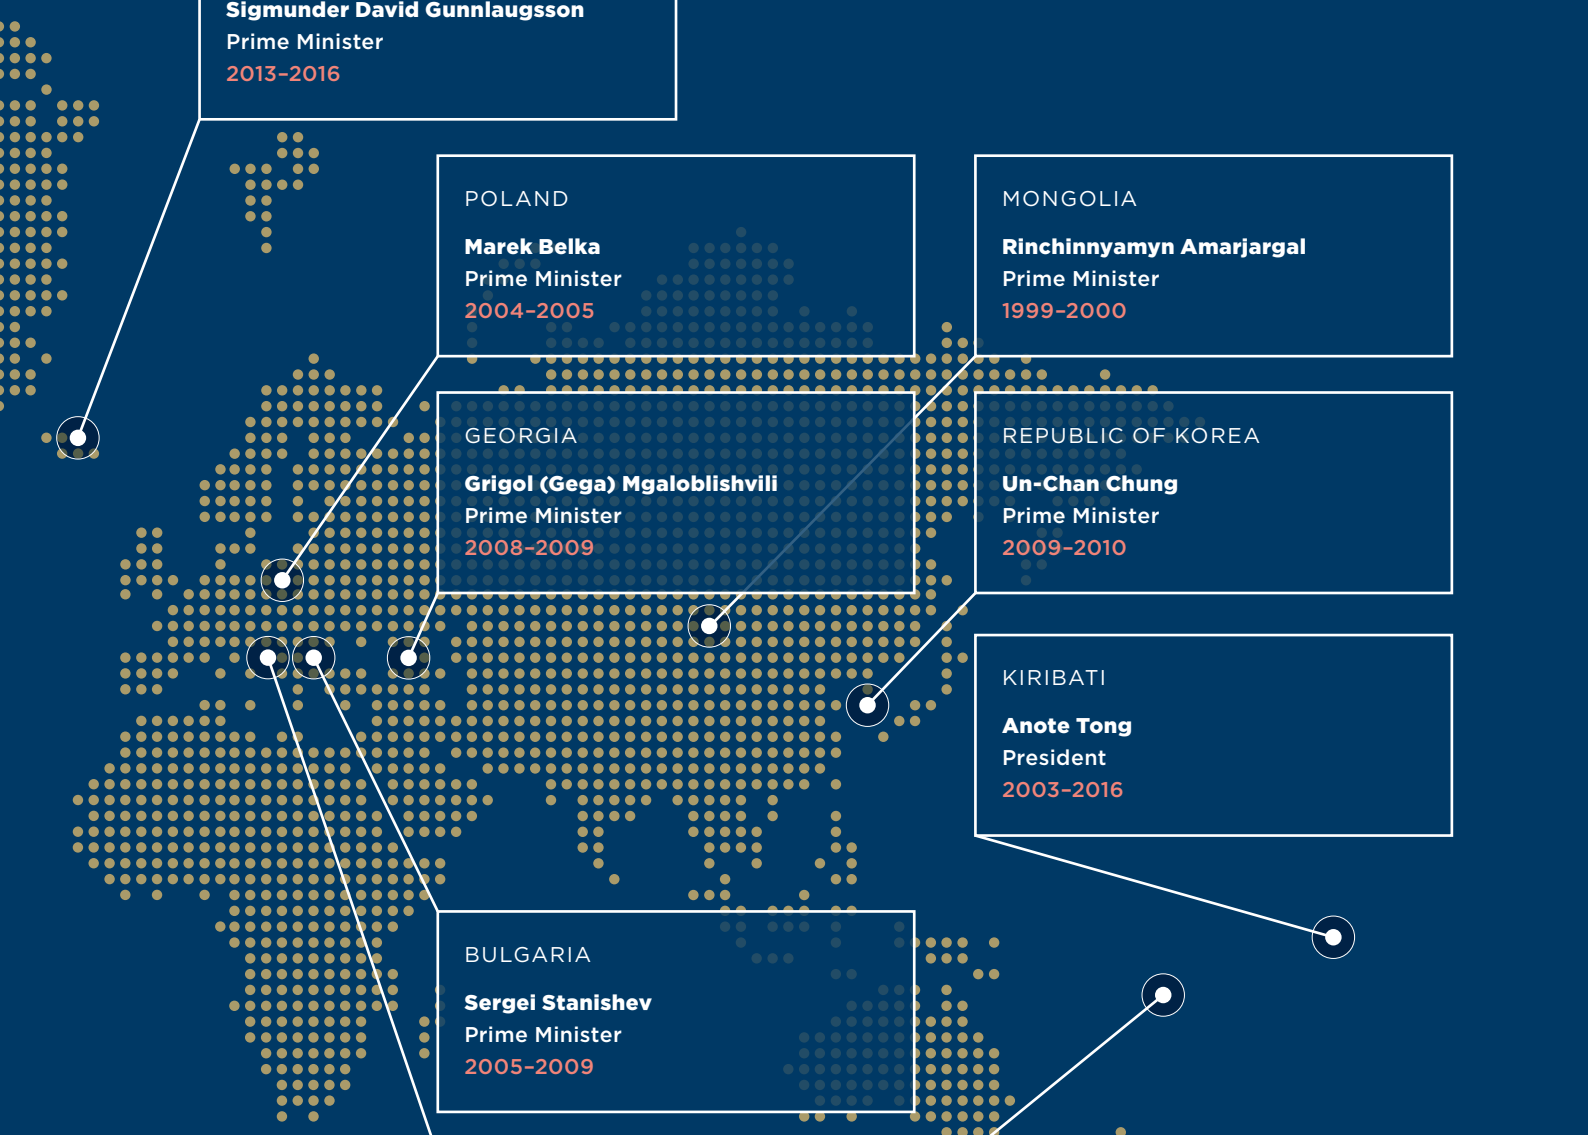 Sigmunder David Gunnlaugsson
Prime Minister
2013–2016
POLAND
Marek Belka
Prime Minister
2004–2005
MONGOLIA
Rinchinnyamyn Amarjargal
Prime Minister
1999–2000
GEORGIA
Grigol (Gega) Mgaloblishvili
Prime Minister
2008–2009
REPUBLIC OF KOREA
Un-Chan Chung
Prime Minister
2009–2010
KIRIBATI
Anote Tong
President
2003–2016
BULGARIA
Sergei Stanishev
Prime Minister
2005–2009